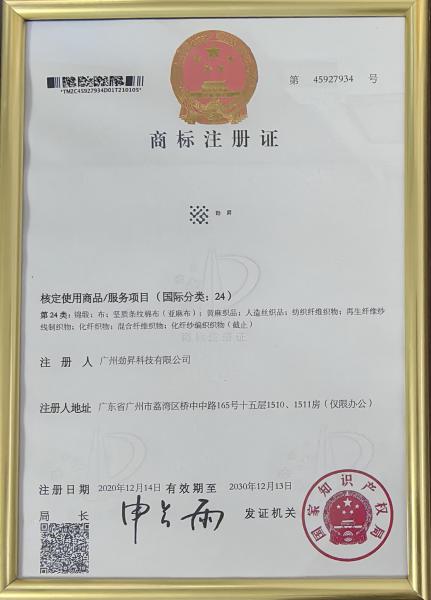 第 45927934 号
*TM2C45927934D01T210105*
商标注册证
劲昇
核定使用商品/服务项目(国际分类:24)
第24类:锦缎;布;坚质条纹棉布(亚麻布);黄麻织品;人造丝织品;纺织纤维织物;再生纤维纱
线制织物;化纤织物;混合纤维织物;化纤纱编织织物(截止)
商标注册证
注册人 广州劲昇科技有限公司
注册人地址 广东省广州市荔湾区桥中中路165号十五层1510、1511房(仅限办公)
注册日期 2020年12月14日 有效期至 2030年12月13日
局长 申长雨 发证机关
国家知识产权局